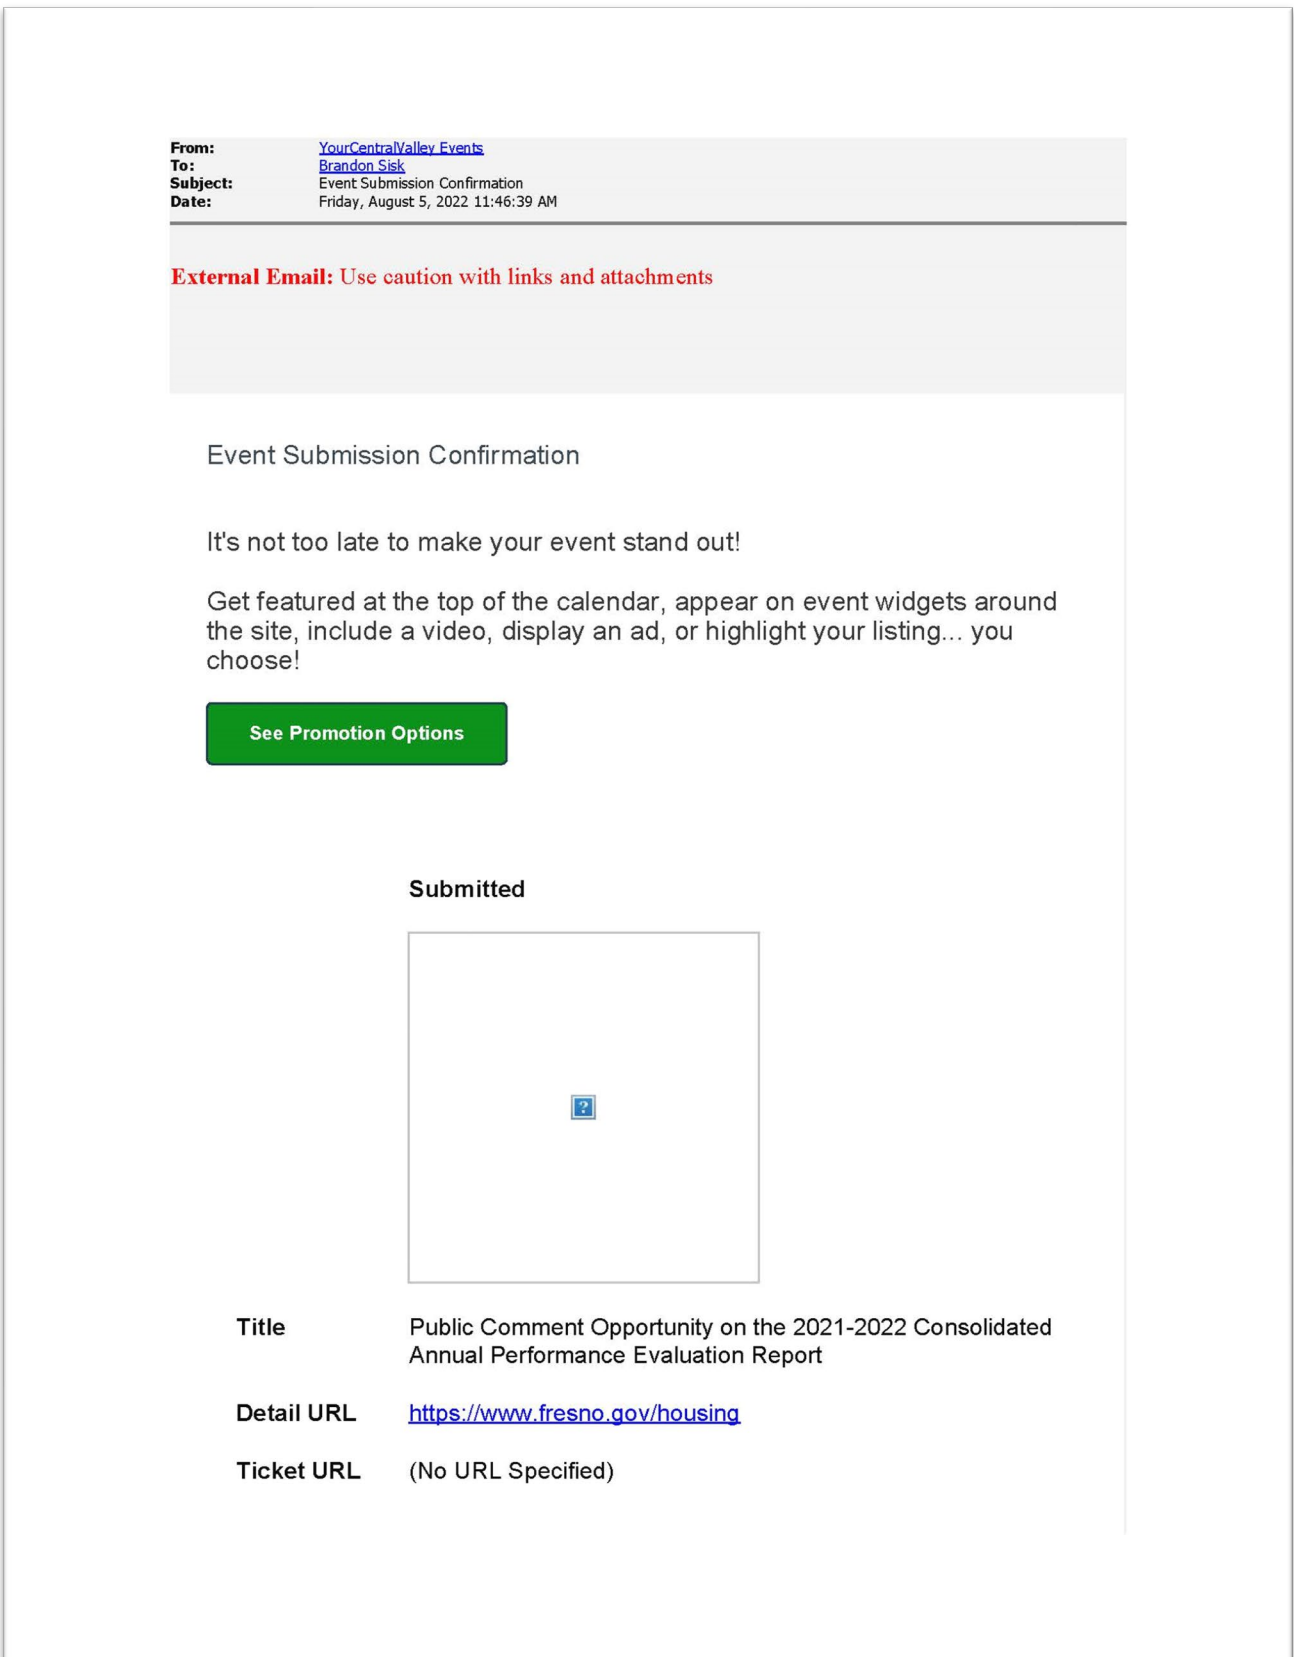 From: YourCentralValley Events
To: Brandon Sisk
Subject: Event Submission Confirmation
Date: Friday, August 5, 2022 11:46:39 AM
External Email: Use caution with links and attachments
Event Submission Confirmation
It's not too late to make your event stand out!
Get featured at the top of the calendar, appear on event widgets around
the site, include a video, display an ad, or highlight your listing... you
choose!
See Promotion Options
Submitted
?
Title Public Comment Opportunity on the 2021-2022 Consolidated
Annual Performance Evaluation Report
Detail URL https://www.fresno.gov/housing
Ticket URL (No URL Specified)